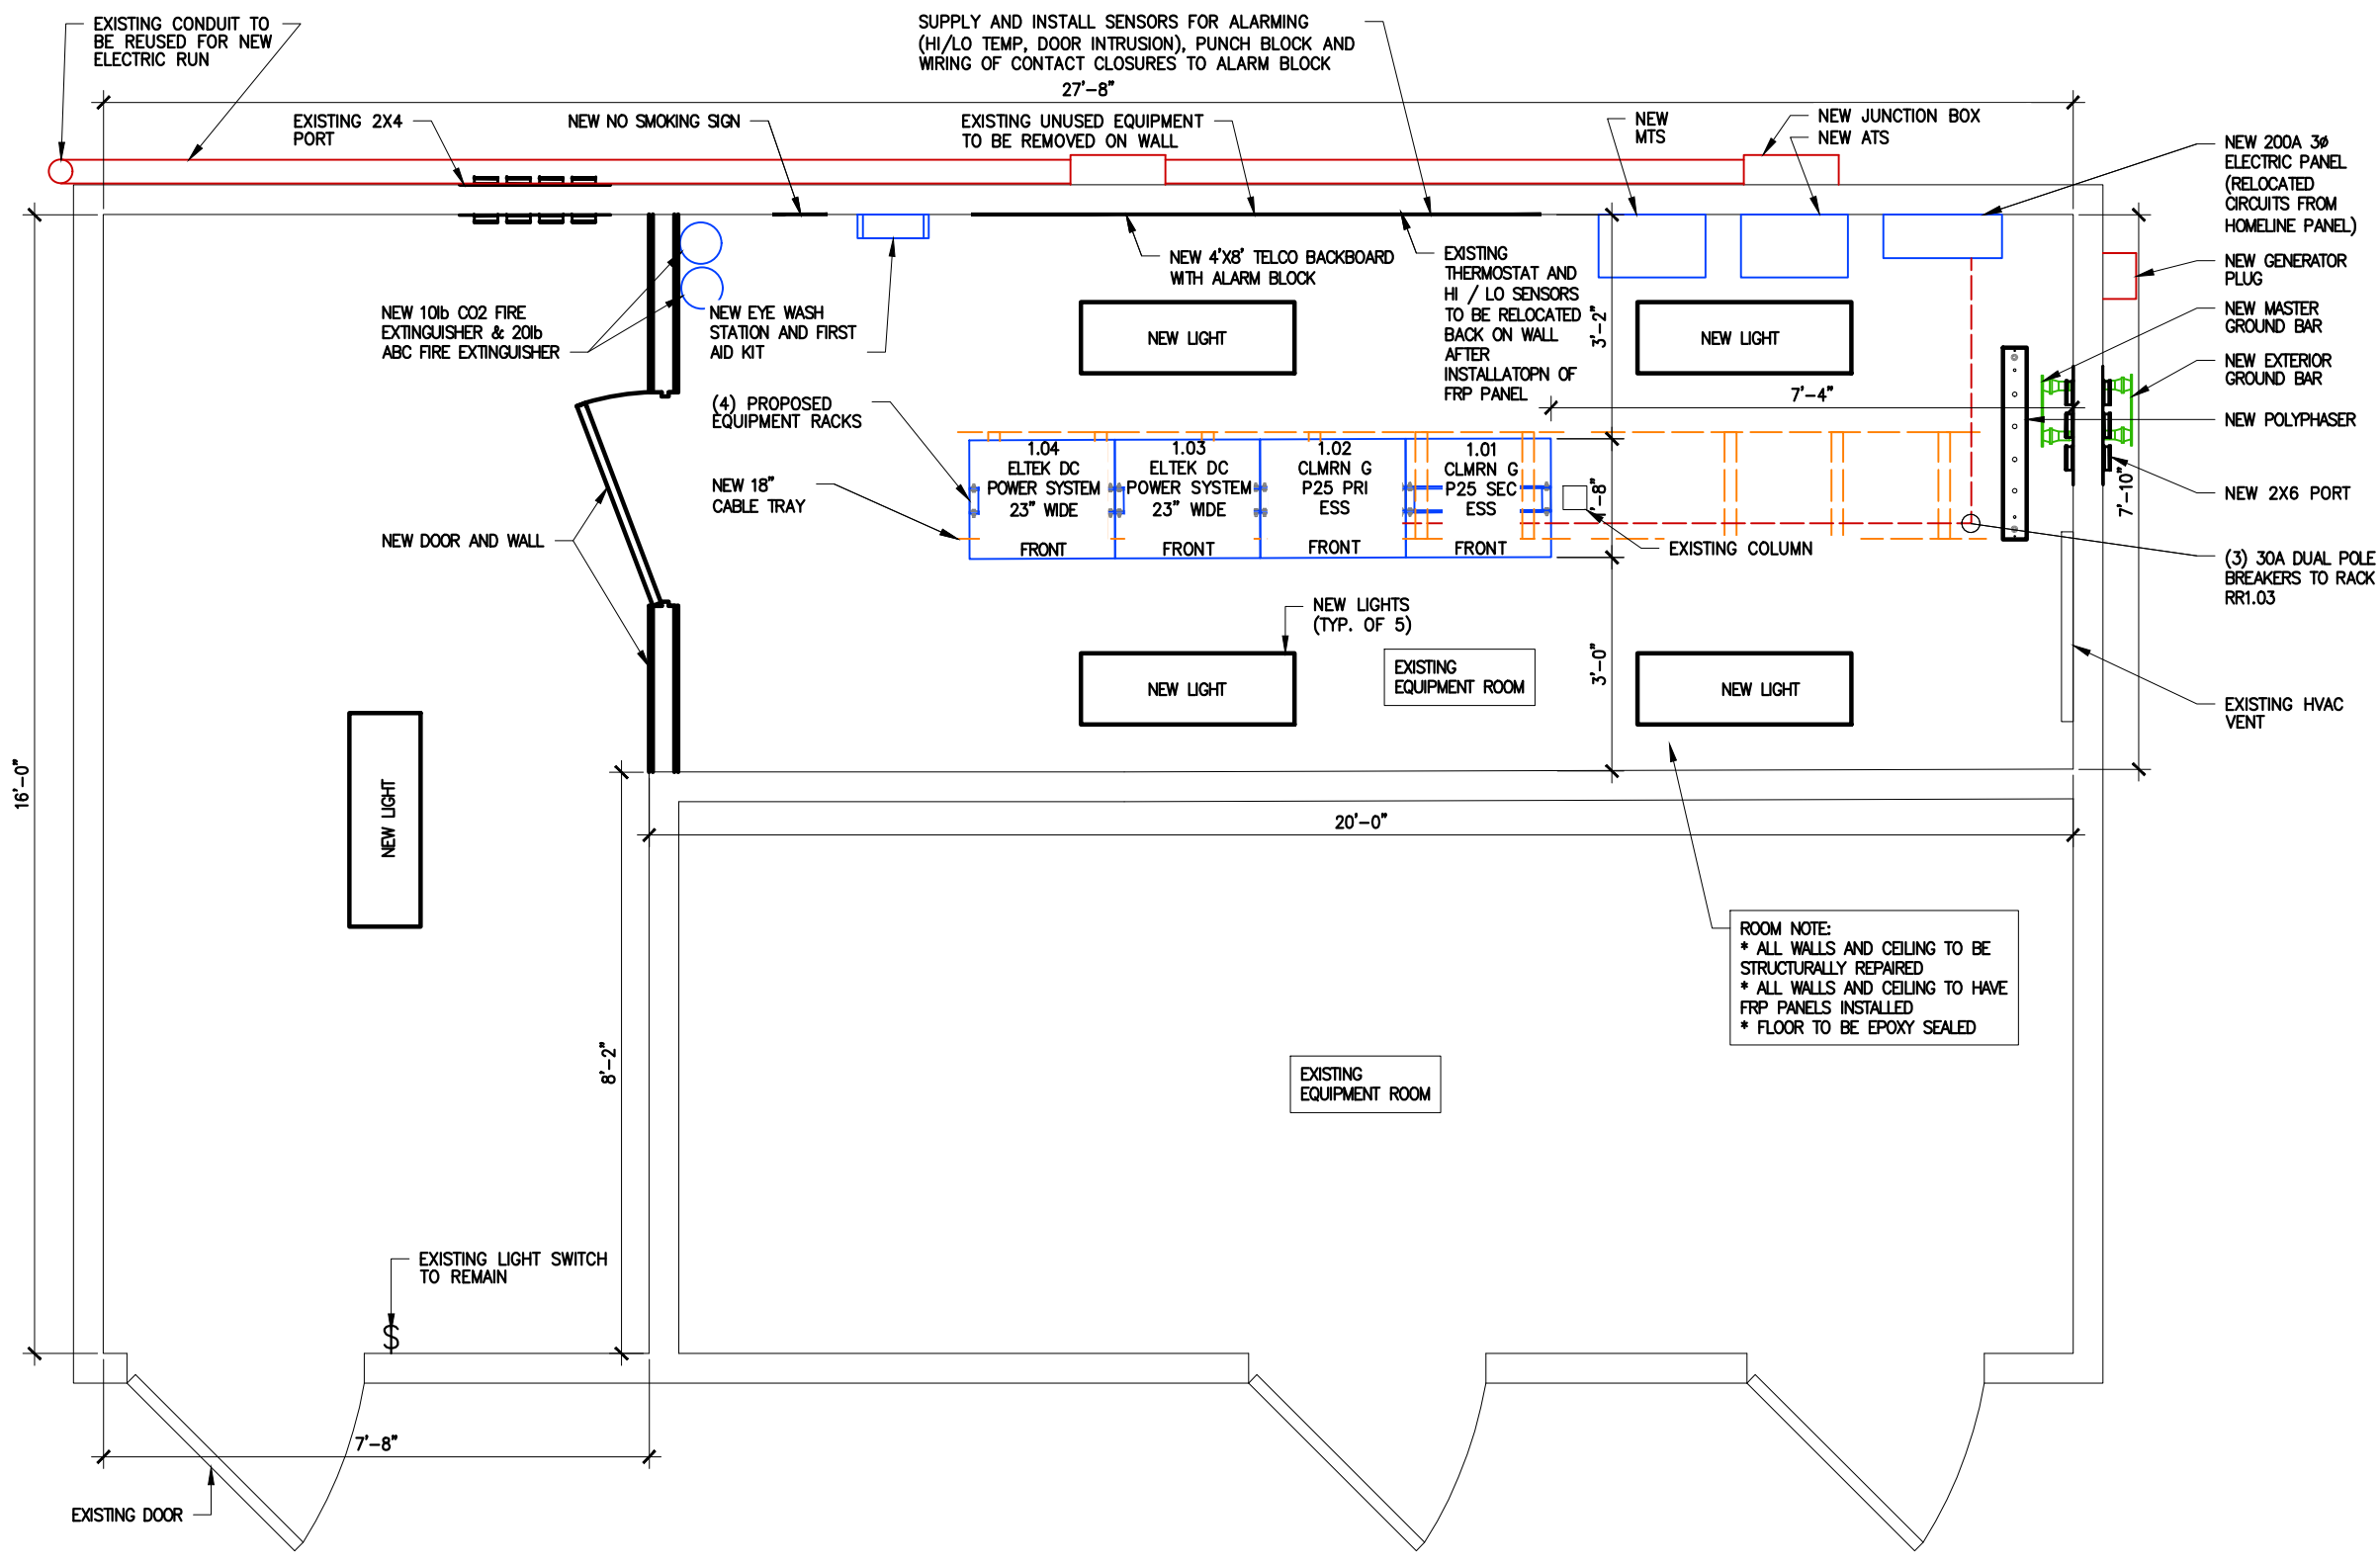 EXISTING CONDUIT TO
BE REUSED FOR NEW
ELECTRIC RUN
SUPPLY AND INSTALL SENSORS FOR ALARMING
(HI/LO TEMP, DOOR INTRUSION), PUNCH BLOCK AND
WIRING OF CONTACT CLOSURES TO ALARM BLOCK
27'-8"
EXISTING 2X4
PORT
NEW NO SMOKING SIGN
EXISTING UNUSED EQUIPMENT
TO BE REMOVED ON WALL
NEW
MTS
NEW JUNCTION BOX
NEW ATS
NEW 200A 3Ø
ELECTRIC PANEL
(RELOCATED
CIRCUITS FROM
HOMELINE PANEL)
NEW GENERATOR
PLUG
NEW MASTER
GROUND BAR
NEW EXTERIOR
GROUND BAR
NEW POLYPHASER
NEW 2X6 PORT
(3) 30A DUAL POLE
BREAKERS TO RACK
RR1.03
EXISTING HVAC
VENT
NEW 4'X8' TELCO BACKBOARD
WITH ALARM BLOCK
EXISTING
THERMOSTAT AND
HI / LO SENSORS
TO BE RELOCATED
BACK ON WALL
AFTER
INSTALLATOPN OF
FRP PANEL
NEW 10lb CO2 FIRE
EXTINGUISHER & 20lb
ABC FIRE EXTINGUISHER
NEW EYE WASH
STATION AND FIRST
AID KIT
NEW LIGHT
NEW LIGHT
3'-2"
7'-4"
(4) PROPOSED
EQUIPMENT RACKS
NEW 18"
CABLE TRAY
1.04
ELTEK DC
POWER SYSTEM
23" WIDE
FRONT
1.03
ELTEK DC
POWER SYSTEM
23" WIDE
FRONT
1.02
CLMRN G
P25 PRI
ESS
FRONT
1.01
CLMRN G
P25 SEC
ESS
FRONT
'-8"
7'-10"
EXISTING COLUMN
NEW DOOR AND WALL
NEW LIGHTS
(TYP. OF 5)
NEW LIGHT
EXISTING
EQUIPMENT ROOM
3'-0"
NEW LIGHT
16'-0"
NEW LIGHT
20'-0"
ROOM NOTE:
* ALL WALLS AND CEILING TO BE
STRUCTURALLY REPAIRED
* ALL WALLS AND CEILING TO HAVE
FRP PANELS INSTALLED
* FLOOR TO BE EPOXY SEALED
8'-2"
EXISTING
EQUIPMENT ROOM
EXISTING LIGHT SWITCH
TO REMAIN
$
7'-8"
EXISTING DOOR